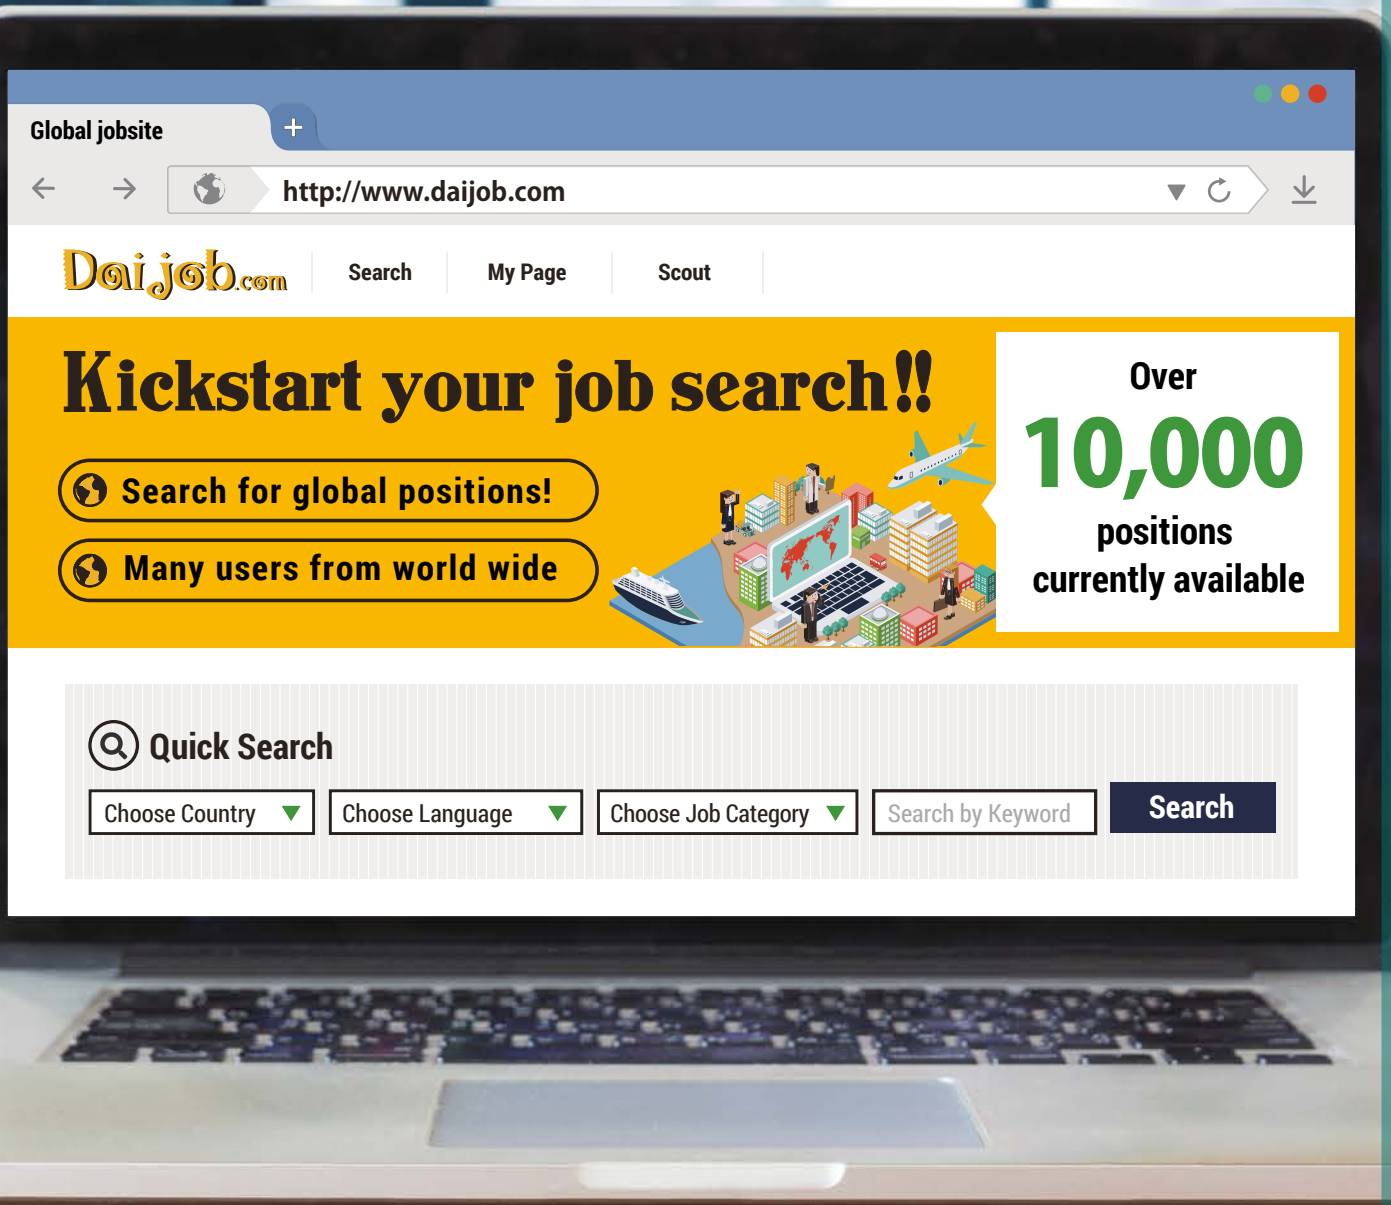 Global jobsite
http://www.daijob.com
Daijob.com
Search
My Page
Scout
Kickstart your job search!!
Search for global positions!
Many users from world wide
Over
10,000
positions
currently available
Quick Search
Choose Country
Choose Language
Choose Job Category
Search by Keyword
Search